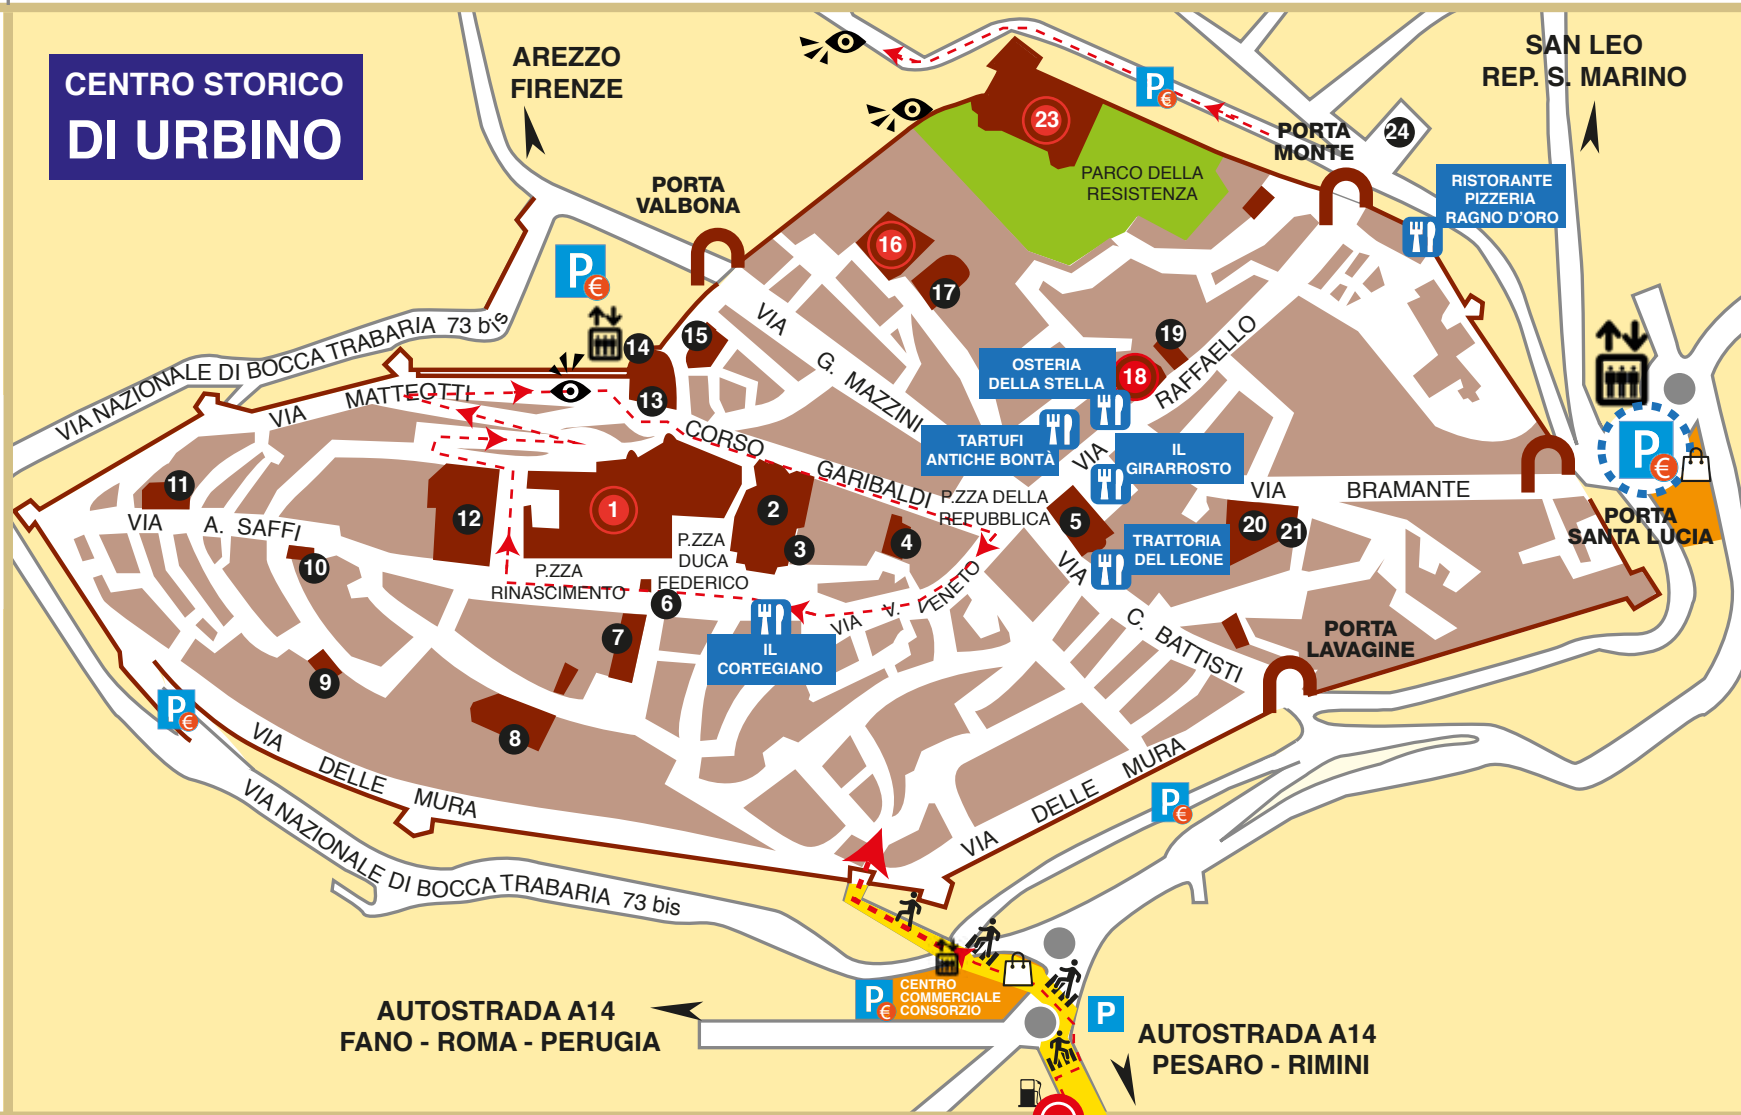 CENTRO STORICO
DI URBINO
AREZZO
FIRENZE
SAN LEO
REP. S. MARINO
PORTA
VALBONA
PORTA
MONTE
24
P
€
P
€
23
PARCO DELLA
RESISTENZA
RISTORANTE
PIZZERIA
RAGNO D'ORO
16
17
15
14
13
VIA NAZIONALE DI BOCCA TRABARIA 73 bis
VIA MATTEOTTI
VIA G. MAZZINI
CORSO GARIBALDI
OSTERIA
DELLA STELLA
18
19
VIA RAFFAELLO
TARTUFI
ANTICHE BONTÀ
IL
GIRARROSTO
P.ZZA DELLA
REPUBBLICA
5
TRATTORIA
DEL LEONE
VIA BRAMANTE
20
21
P
€
PORTA
SANTA LUCIA
11
VIA A. SAFFI
10
12
1
2
3
4
P.ZZA
DUCA
FEDERICO
P.ZZA
RINASCIMENTO
6
7
IL
CORTEGIANO
VIA V. VENETO
VIA C. BATTISTI
PORTA
LAVAGINE
9
8
P
€
VIA DELLE MURA
VIA DELLE MURA
P
€
VIA NAZIONALE DI BOCCA TRABARIA 73 bis
P
€
CENTRO
COMMERCIALE
CONSORZIO
P
AUTOSTRADA A14
FANO - ROMA - PERUGIA
AUTOSTRADA A14
PESARO - RIMINI